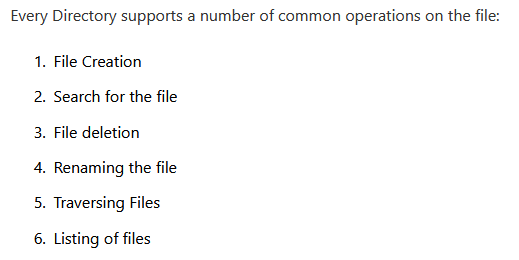 Every Directory supports a number of common operations on the file:
1. File Creation
2. Search for the file
3. File deletion
4. Renaming the file
5. Traversing Files
6. Listing of files